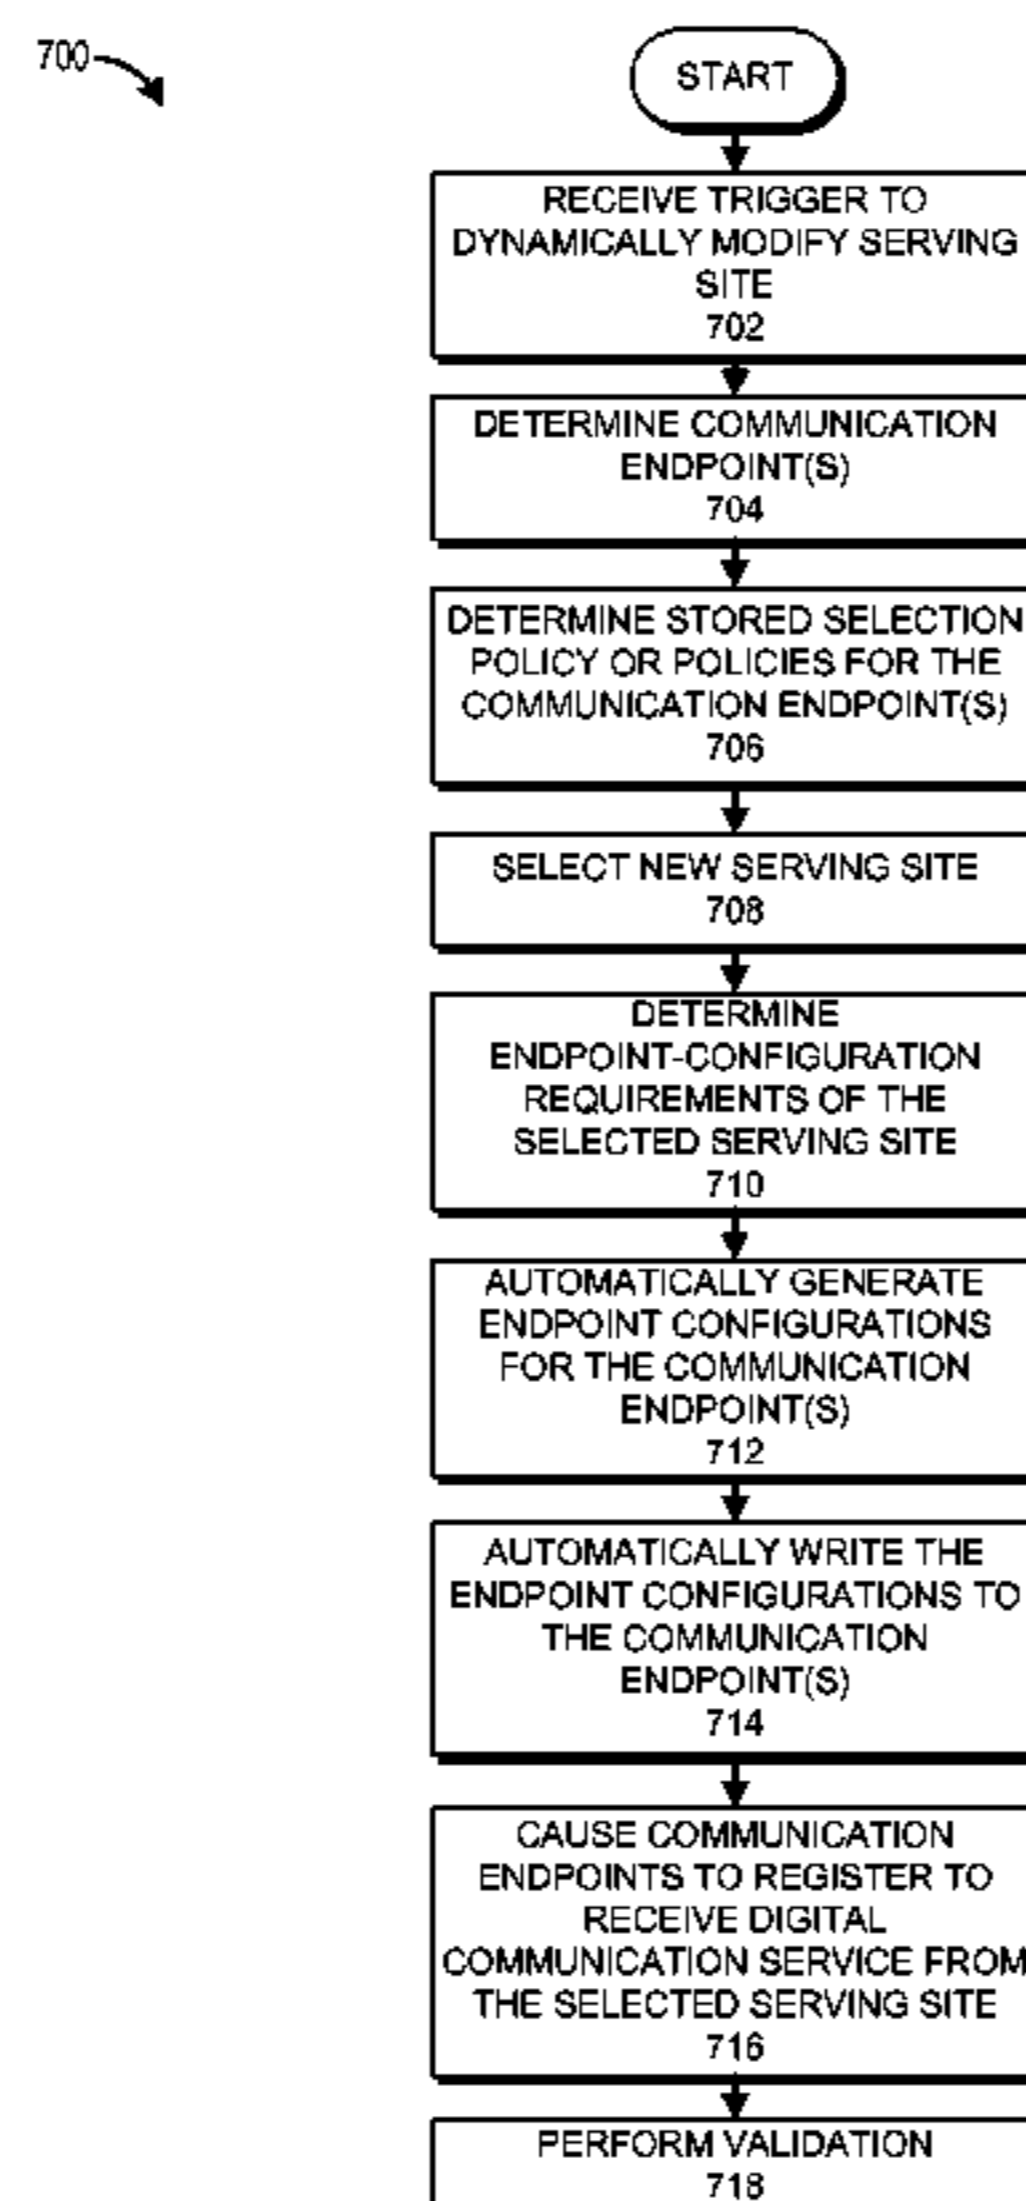 700
START
RECEIVE TRIGGER TO
DYNAMICALLY MODIFY SERVING
SITE
702
DETERMINE COMMUNICATION
ENDPOINT(S)
704
DETERMINE STORED SELECTION
POLICY OR POLICIES FOR THE
COMMUNICATION ENDPOINT(S)
706
SELECT NEW SERVING SITE
708
DETERMINE
ENDPOINT-CONFIGURATION
REQUIREMENTS OF THE
SELECTED SERVING SITE
710
AUTOMATICALLY GENERATE
ENDPOINT CONFIGURATIONS
FOR THE COMMUNICATION
ENDPOINT(S)
712
AUTOMATICALLY WRITE THE
ENDPOINT CONFIGURATIONS TO
THE COMMUNICATION
ENDPOINT(S)
714
CAUSE COMMUNICATION
ENDPOINTS TO REGISTER TO
RECEIVE DIGITAL
COMMUNICATION SERVICE FROM
THE SELECTED SERVING SITE
716
PERFORM VALIDATION
718